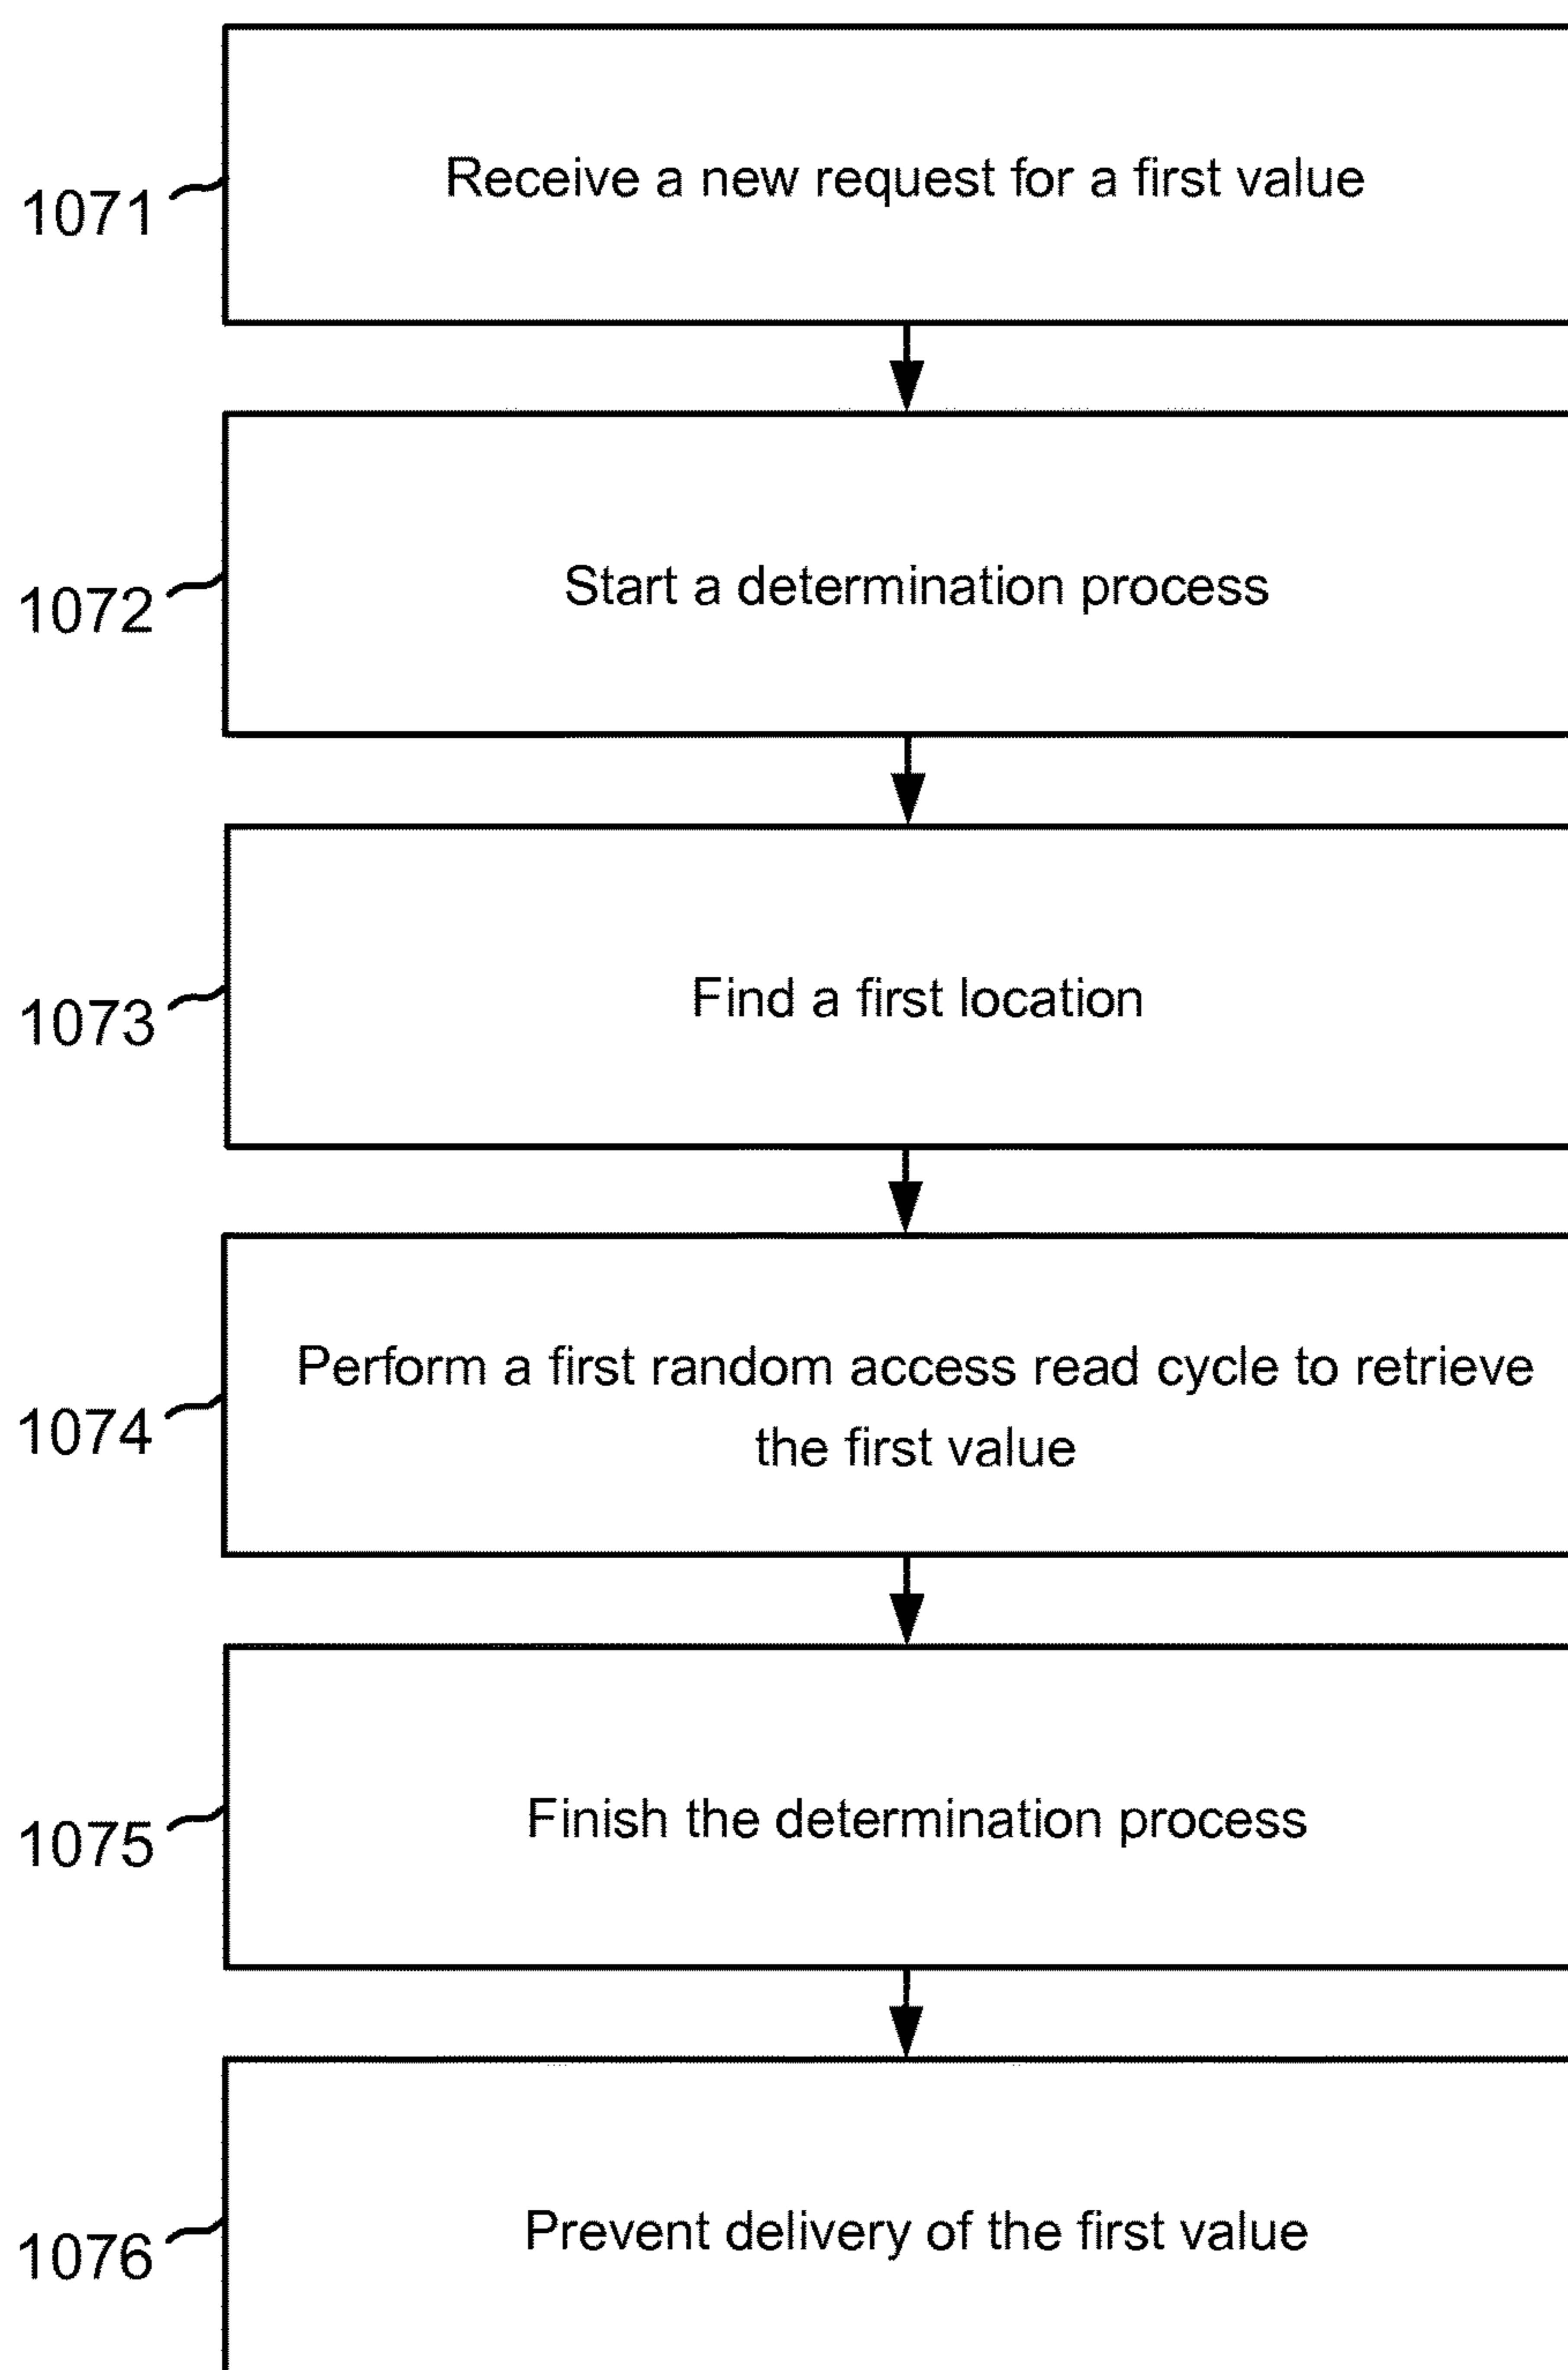 1071
Receive a new request for a first value
1072
Start a determination process
1073
Find a first location
1074
Perform a first random access read cycle to retrieve
the first value
1075
Finish the determination process
1076
Prevent delivery of the first value